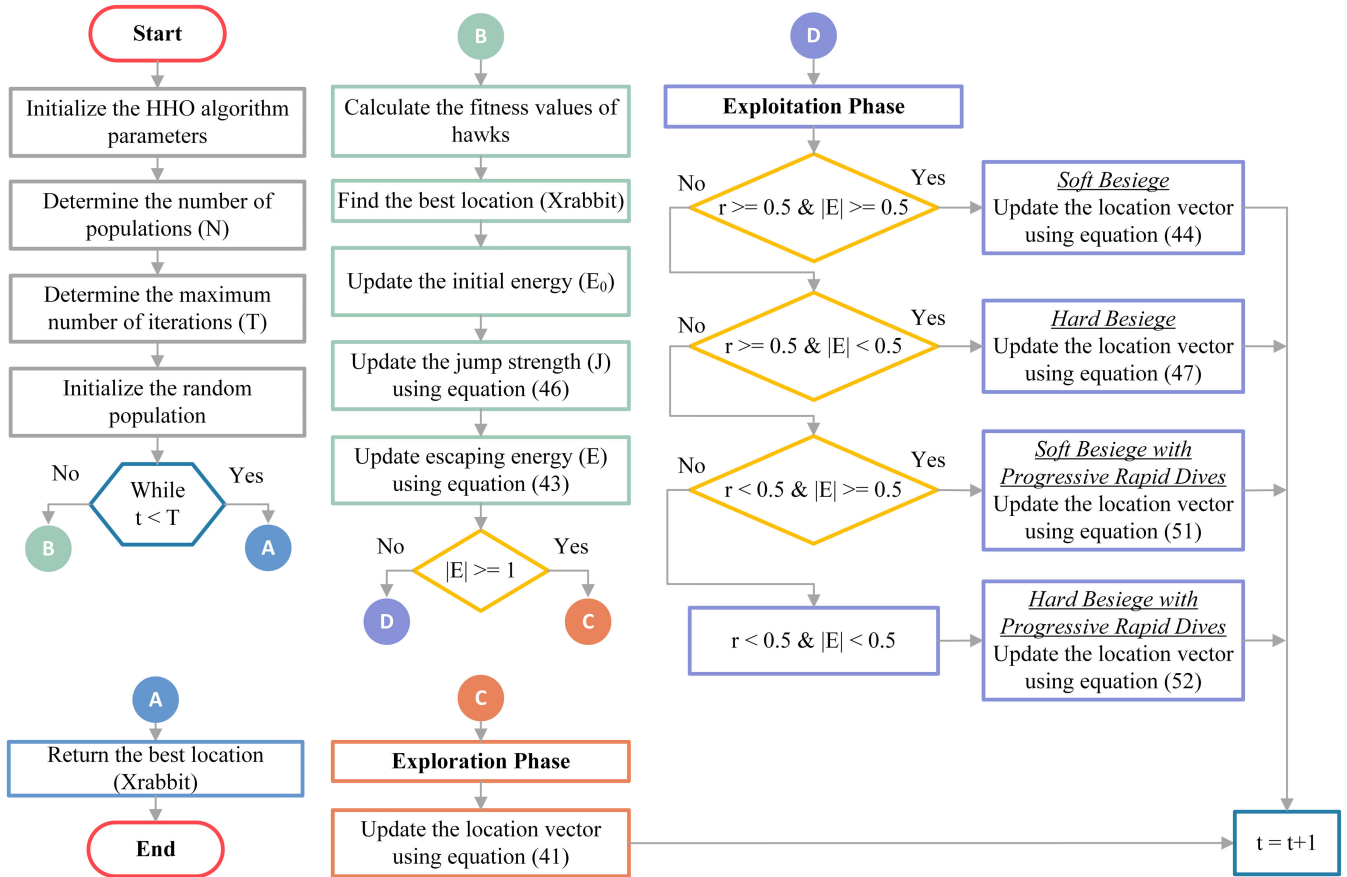 Start
Initialize the HHO algorithm
parameters
Determine the number of
populations (N)
Determine the maximum
number of iterations (T)
Initialize the random
population
No
Yes
While
t < T
B
A
A
Return the best location
(Xrabbit)
End
B
Calculate the fitness values of
hawks
Find the best location (Xrabbit)
Update the initial energy (E₀)
Update the jump strength (J)
using equation (46)
Update escaping energy (E)
using equation (43)
No
Yes
|E| >= 1
D
C
C
Exploration Phase
Update the location vector
using equation (41)
D
Exploitation Phase
No
Yes
r >= 0.5 & |E| >= 0.5
Soft Besiege
Update the location vector
using equation (44)
No
Yes
r >= 0.5 & |E| < 0.5
Hard Besiege
Update the location vector
using equation (47)
No
Yes
r < 0.5 & |E| >= 0.5
Soft Besiege with
Progressive Rapid Dives
Update the location vector
using equation (51)
r < 0.5 & |E| < 0.5
Hard Besiege with
Progressive Rapid Dives
Update the location vector
using equation (52)
t = t+1